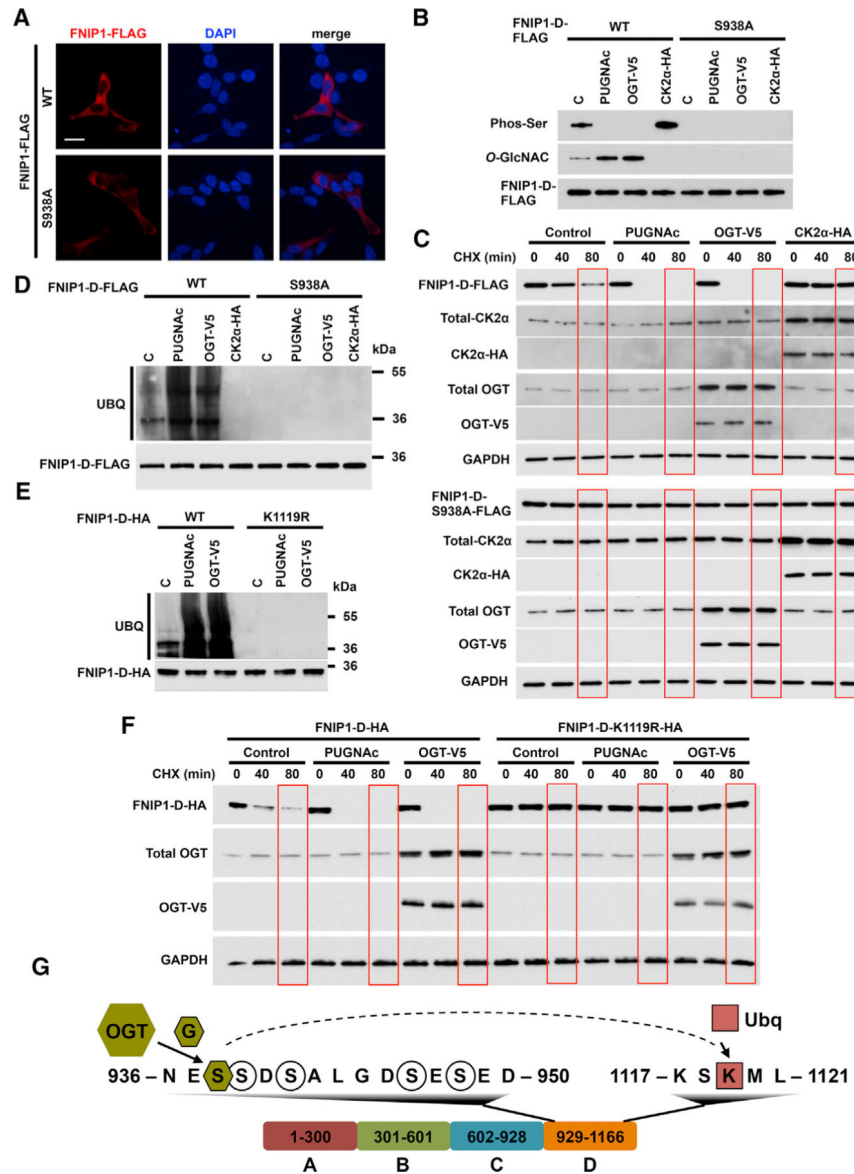 A
FNIP1-FLAG DAPI merge
FNIP1-FLAG
WT
S938A
B
FNIP1-D-FLAG
WT S938A
C PUGNAc OGT-V5 CK2α-HA C PUGNAc OGT-V5 CK2α-HA
Phos-Ser
O-GlcNAC
FNIP1-D-FLAG
C
Control PUGNAc OGT-V5 CK2α-HA
CHX (min) 0 40 80 0 40 80 0 40 80 0 40 80
FNIP1-D-FLAG
Total-CK2α
CK2α-HA
Total OGT
OGT-V5
GAPDH
FNIP1-D-S938A-FLAG
Total-CK2α
CK2α-HA
Total OGT
OGT-V5
GAPDH
D
FNIP1-D-FLAG WT S938A
C PUGNAc OGT-V5 CK2α-HA C PUGNAc OGT-V5 CK2α-HA kDa
UBQ
55
36
36
FNIP1-D-FLAG
E
FNIP1-D-HA WT K1119R
C PUGNAc OGT-V5 C PUGNAc OGT-V5 kDa
UBQ
55
36
36
FNIP1-D-HA
F
FNIP1-D-HA FNIP1-D-K1119R-HA
Control PUGNAc OGT-V5 Control PUGNAc OGT-V5
CHX (min) 0 40 80 0 40 80 0 40 80 0 40 80 0 40 80 0 40 80
FNIP1-D-HA
Total OGT
OGT-V5
GAPDH
G
OGT G Ubq
936 – N E S S D S A L G D S E S E D – 950 1117 – K S K M L – 1121
1-300 301-601 602-928 929-1166
A B C D